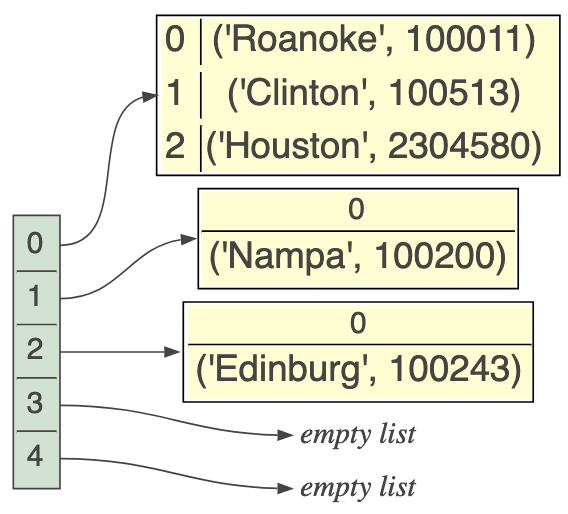 0 ('Roanoke', 100011)
1 ('Clinton', 100513)
2 ('Houston', 2304580)
0
('Nampa', 100200)
0
('Edinburg', 100243)
0
1
2
3
4
empty list
empty list